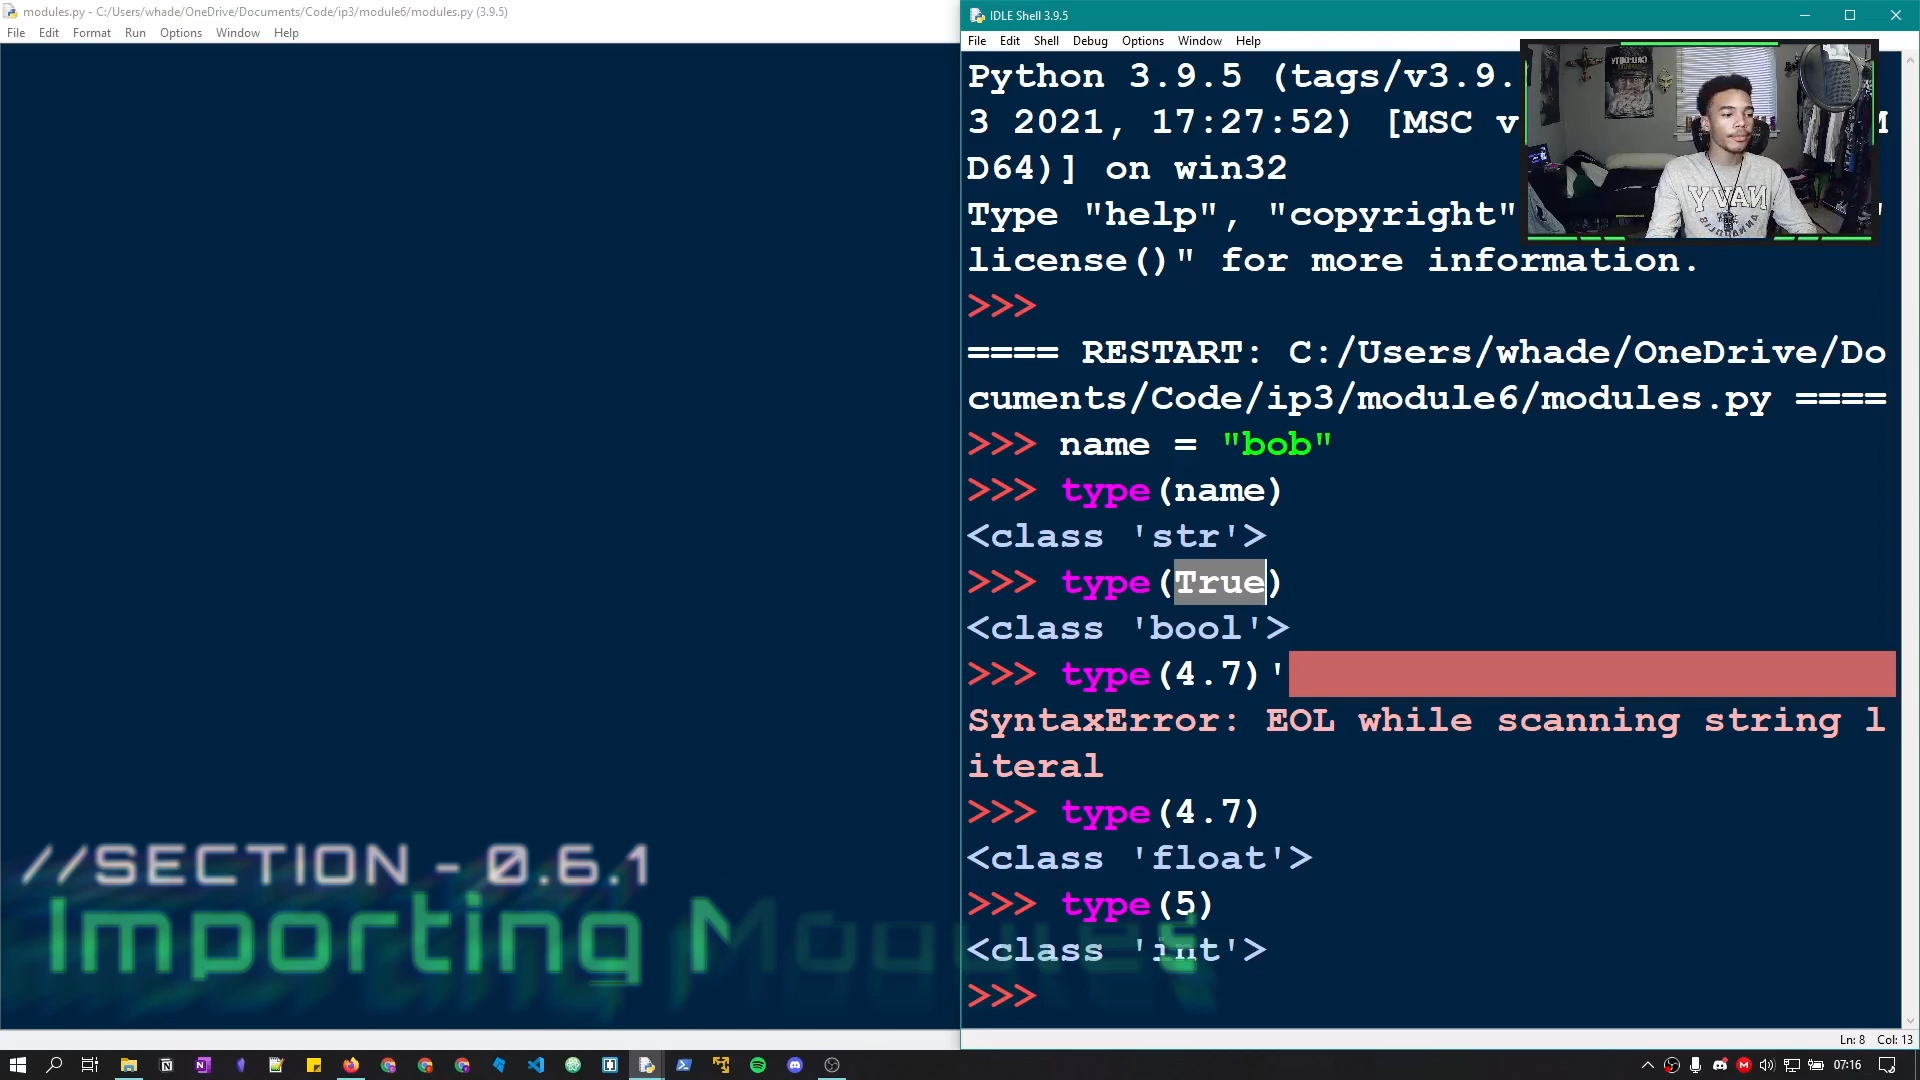 modules.py - C:/Users/whade/OneDrive/Documents/Code/ip3/module6/modules.py (3.9.5)
File Edit Format Run Options Window Help
IDLE Shell 3.9.5
File Edit Shell Debug Options Window Help
Python 3.9.5 (tags/v3.9.
3 2021, 17:27:52) [MSC v
D64)] on win32
Type "help", "copyright"
license()" for more information.
>>>
==== RESTART: C:/Users/whade/OneDrive/Do
cuments/Code/ip3/module6/modules.py ====
>>> name = "bob"
>>> type(name)
<class 'str'>
>>> type(True)
<class 'bool'>
>>> type(4.7)'
SyntaxError: EOL while scanning string l
iteral
>>> type(4.7)
<class 'float'>
>>> type(5)
<class 'int'>
>>>
//SECTION - 0.6.1
Importing Modules
NAVY
Ln: 8 Col: 13
07:16